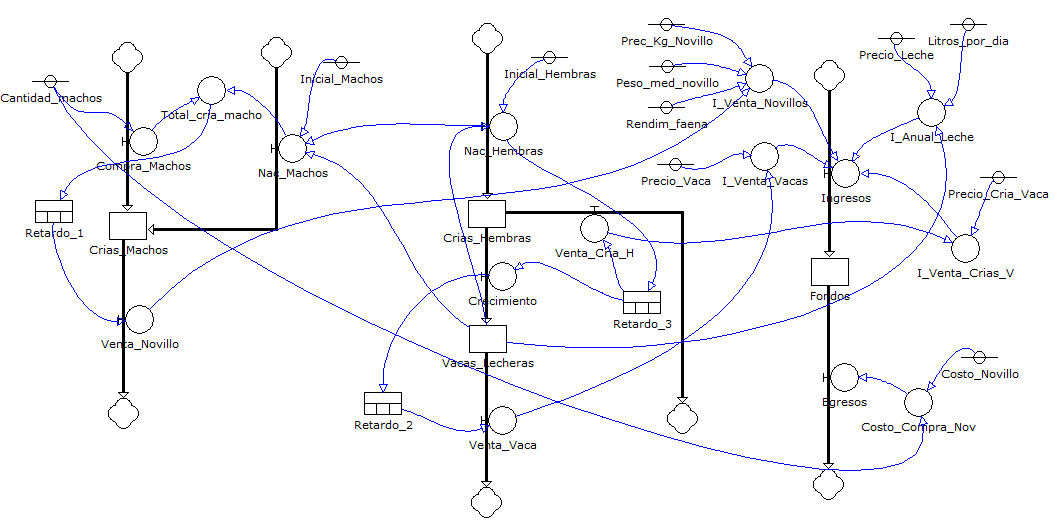 Prec_Kg_Novillo
Litros_por_dia
Precio_Leche
Inicial_Machos
Inicial_Hembras
Peso_med_novillo
Cantidad_machos
I_Venta_Novillos
Total_cria_macho
Rendim_faena
I_Anual_Leche
Nac_Hembras
Compra_Machos
Nac_Machos
Precio_Vaca
I_Venta_Vacas
Ingresos
Precio_Cria_Vaca
Retardo_1
Crias_Machos
Crias_Hembras
Venta_Cria_H
I_Venta_Crias_V
Crecimiento
Fondos
Retardo_3
Venta_Novillo
Vacas_Lecheras
Costo_Novillo
Egresos
Retardo_2
Costo_Compra_Nov
Venta_Vaca